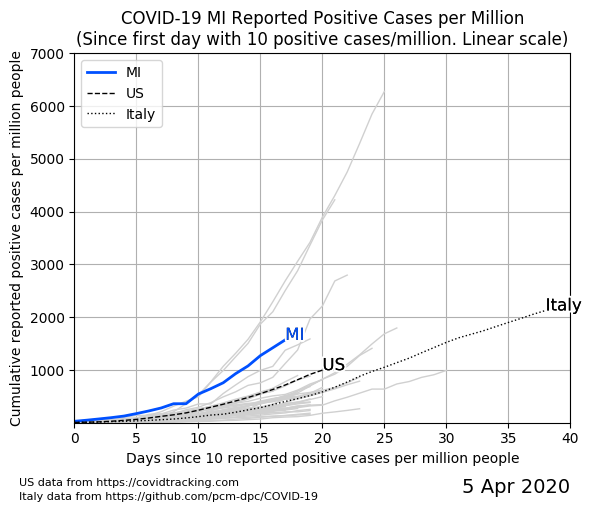 COVID-19 MI Reported Positive Cases per Million
(Since first day with 10 positive cases/million. Linear scale)
Cumulative reported positive cases per million people
7000
6000
5000
4000
3000
2000
1000
MI
US
Italy
MI
US
Italy
0
5
10
15
20
25
30
35
40
Days since 10 reported positive cases per million people
US data from https://covidtracking.com
Italy data from https://github.com/pcm-dpc/COVID-19
5 Apr 2020